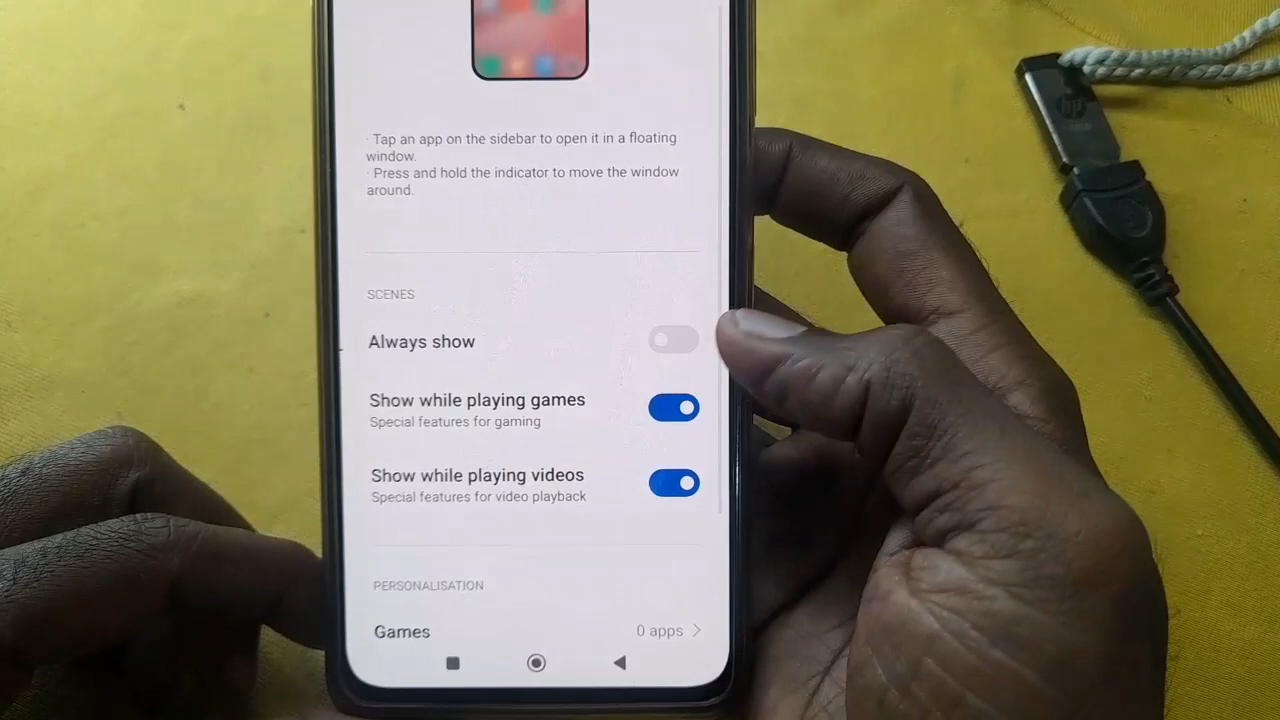 · Tap an app on the sidebar to open it in a floating
window.
· Press and hold the indicator to move the window
around.
SCENES
Always show
Show while playing games
Special features for gaming
Show while playing videos
Special features for video playback
PERSONALISATION
Games
0 apps
hp